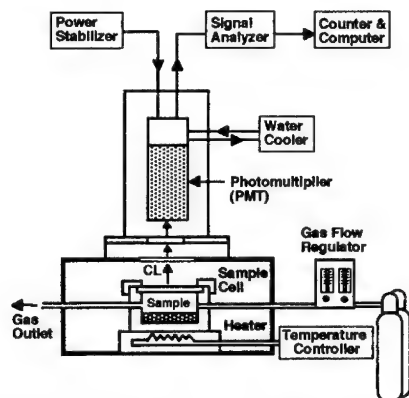 Power
Stabilizer
Signal
Analyzer
Counter &
Computer
Water
Cooler
Photomultiplier
(PMT)
Gas Flow
Regulator
CL
Sample
Cell
Sample
Gas
Outlet
Heater
Temperature
Controller